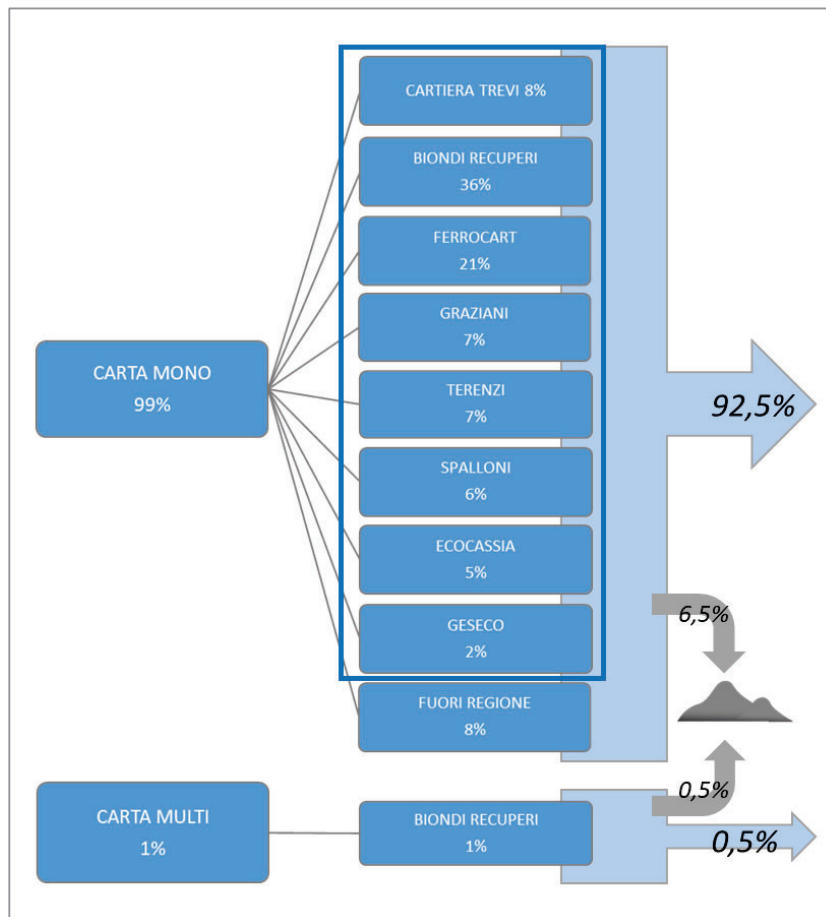 CARTA MONO
99%
CARTIERA TREVI 8%
BIONDI RECUPERI
36%
FERROCART
21%
GRAZIANI
7%
TERENZI
7%
SPALLONI
6%
ECOCASSIA
5%
GESECO
2%
FUORI REGIONE
8%
92,5%
6,5%
CARTA MULTI
1%
BIONDI RECUPERI
1%
0,5%
0,5%